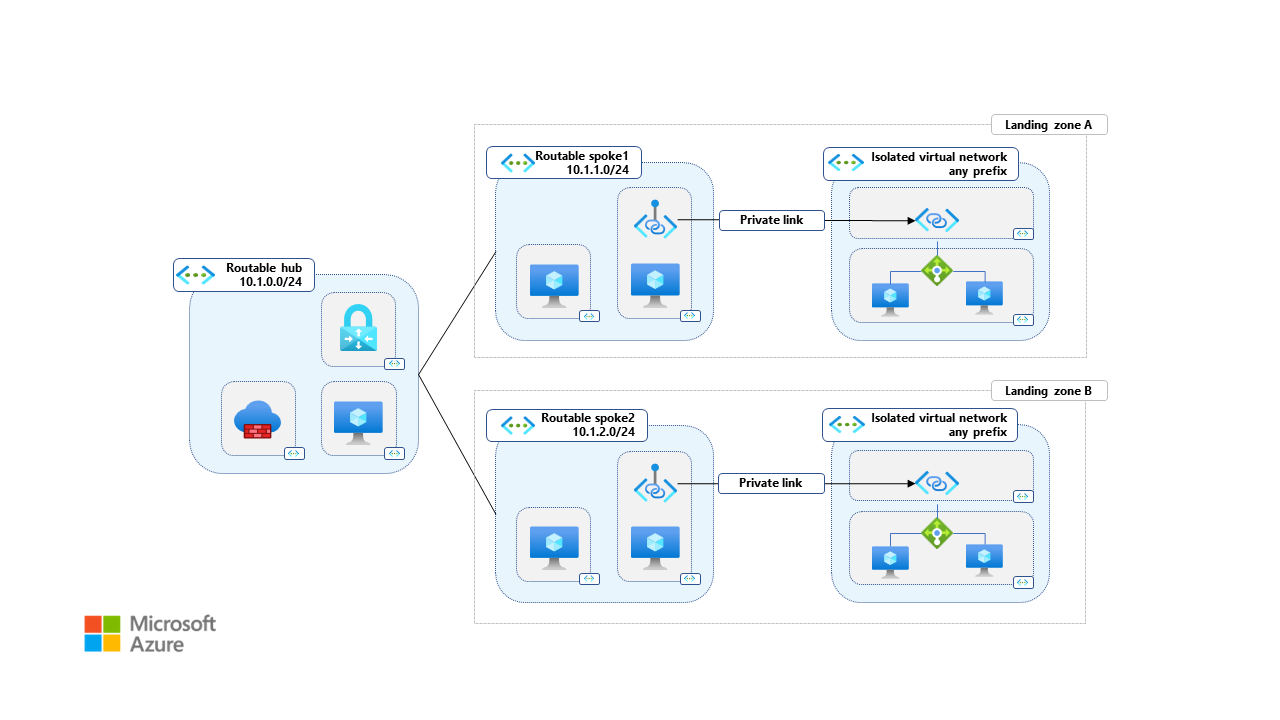 Landing zone A
Routable spoke1
10.1.1.0/24
Isolated virtual network
any prefix
Private link
Routable hub
10.1.0.0/24
Landing zone B
Routable spoke2
10.1.2.0/24
Isolated virtual network
any prefix
Private link
Microsoft
Azure